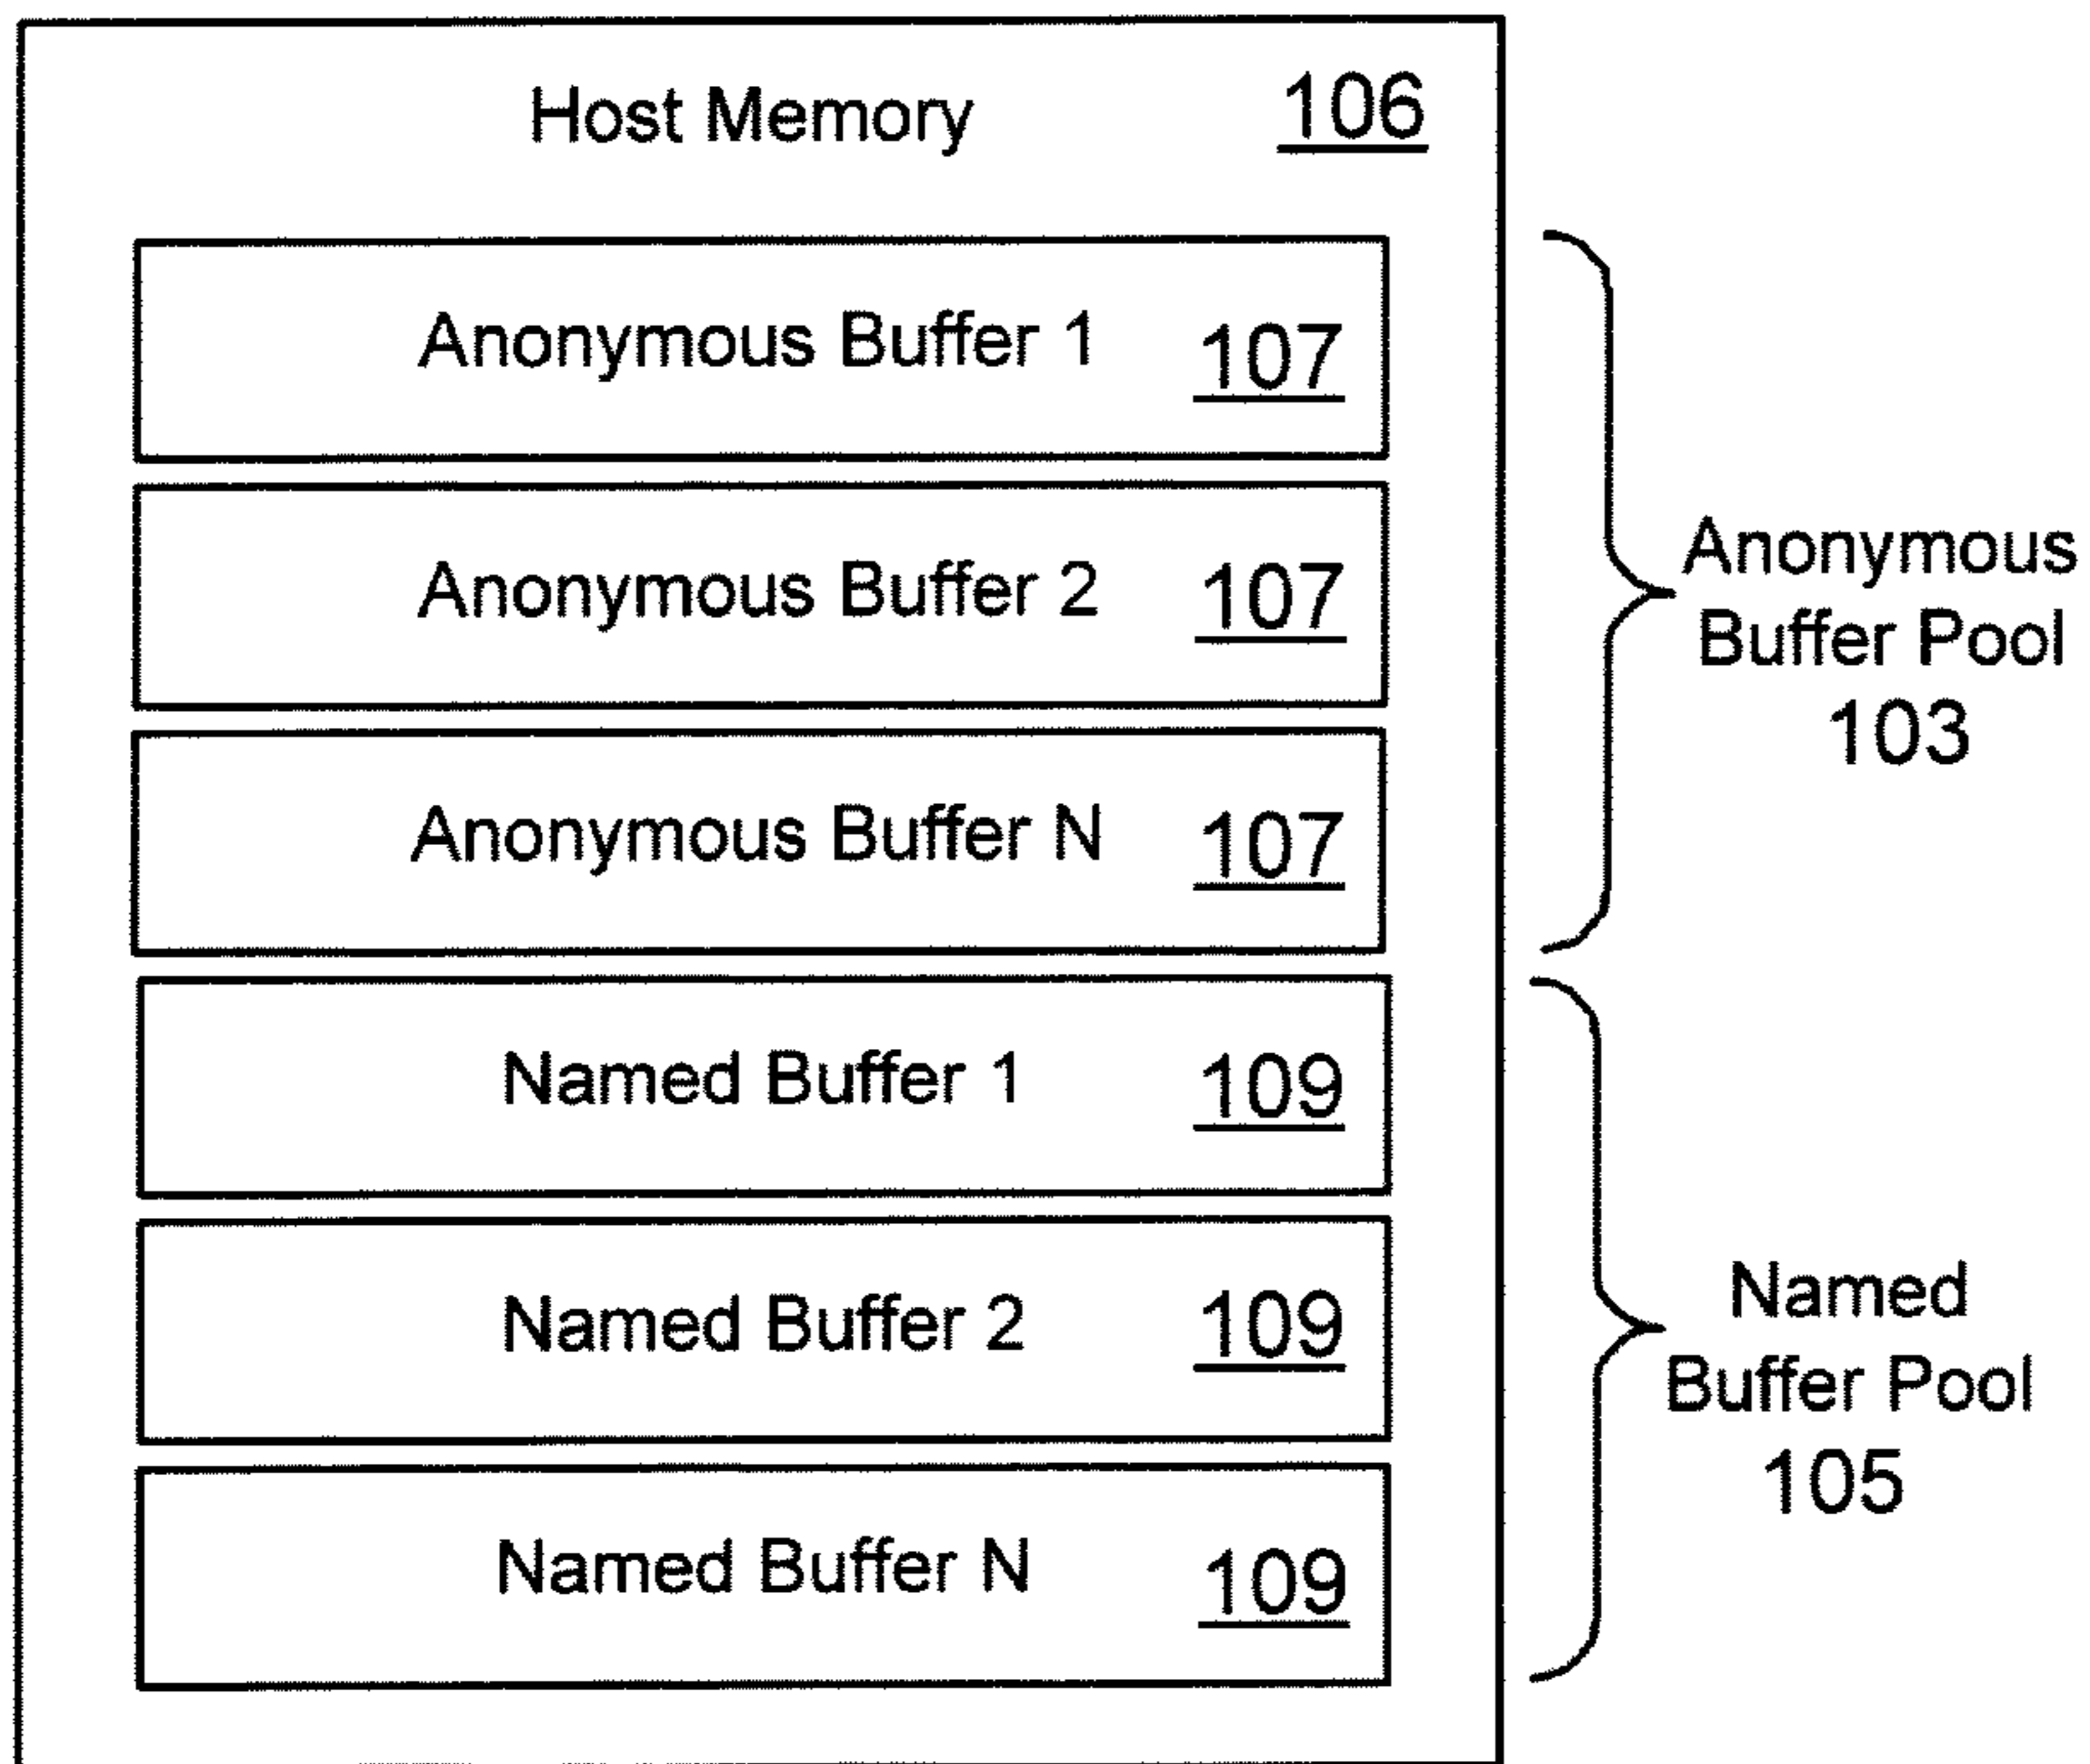 Host Memory 106
Anonymous Buffer 1 107
Anonymous Buffer 2 107
Anonymous Buffer N 107
Anonymous
Buffer Pool
103
Named Buffer 1 109
Named Buffer 2 109
Named Buffer N 109
Named
Buffer Pool
105